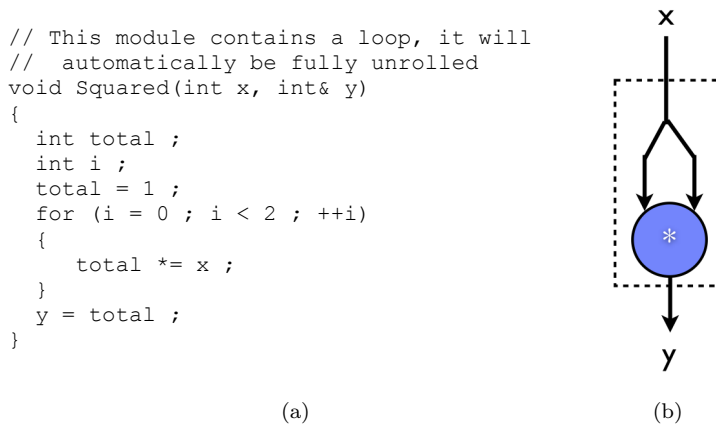 // This module contains a loop, it will
//  automatically be fully unrolled
void Squared(int x, int& y)
{
  int total ;
  int i ;
  total = 1 ;
  for (i = 0 ; i < 2 ; ++i)
  {
     total *= x ;
  }
  y = total ;
}
(a)
x
*
y
(b)